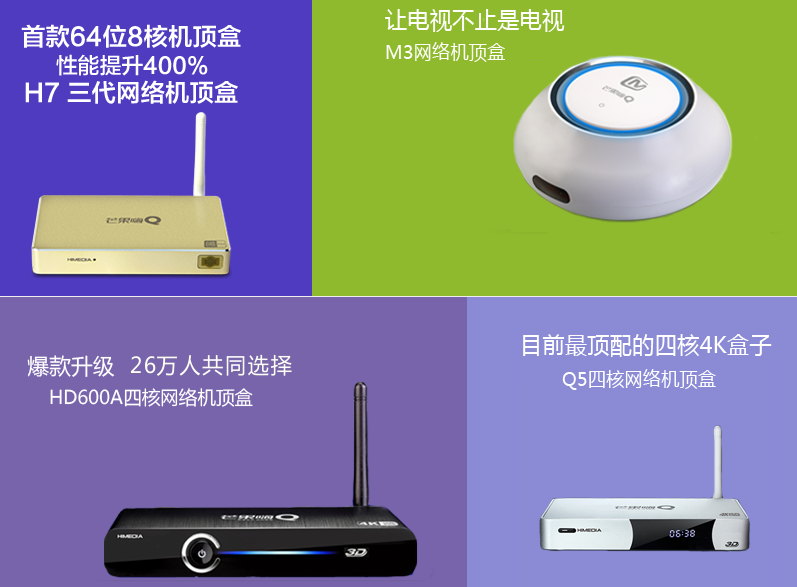 首款64位8核机顶盒
性能提升400%
H7 三代网络机顶盒
芒果嗨Q
HIMEDIA
让电视不止是电视
M3网络机顶盒
芒果嗨Q
爆款升级 26万人共同选择
HD600A四核网络机顶盒
芒果嗨Q
4K
HIMEDIA
3D
目前最顶配的四核4K盒子
Q5四核网络机顶盒
芒果嗨Q
HIMEDIA
06:38
3D